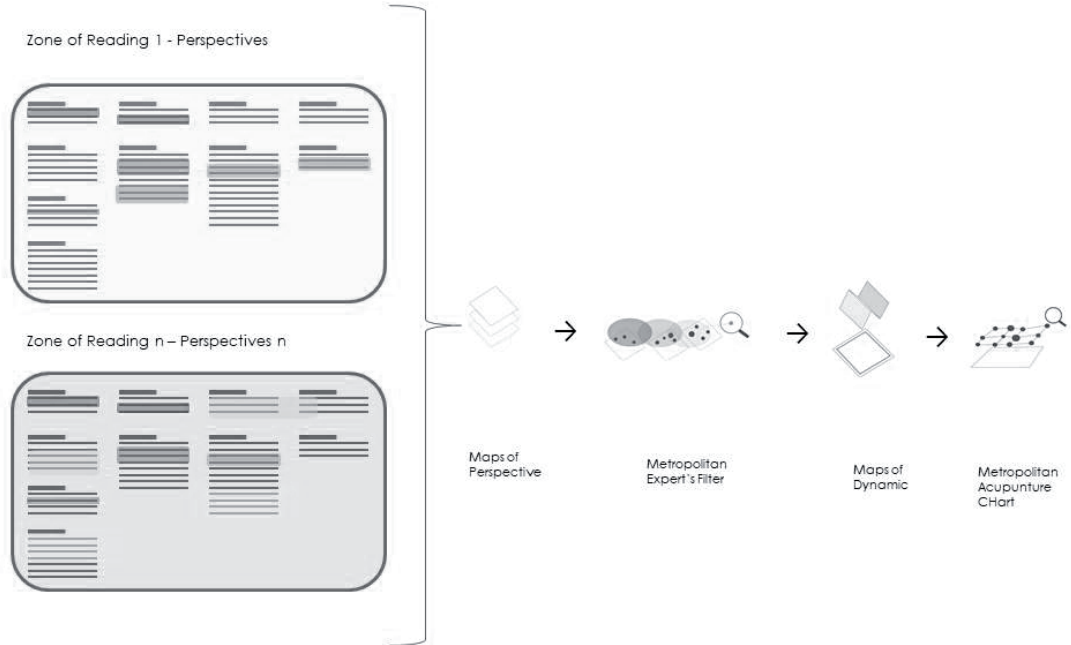 Zone of Reading 1 - Perspectives
Zone of Reading n – Perspectives n
Maps of
Perspective
Metropolitan
Expert's Filter
Maps of
Dynamic
Metropolitan
Acupunture
CHart